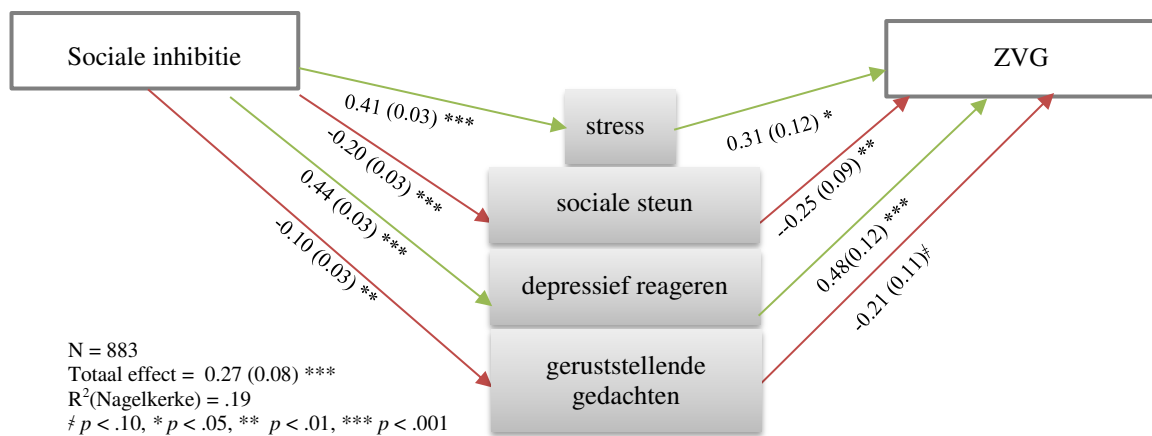 Sociale inhibitie
ZVG
0.41 (0.03) ***
stress
0.31 (0.12) *
-0.20 (0.03) ***
sociale steun
--0.25 (0.09) **
0.44 (0.03) ***
depressief reageren
0.48(0.12) ***
-0.10 (0.03) **
geruststellende
gedachten
-0.21 (0.11)҂
N = 883
Totaal effect = 0.27 (0.08) ***
R²(Nagelkerke) = .19
҂ p < .10, * p < .05, ** p < .01, *** p < .001